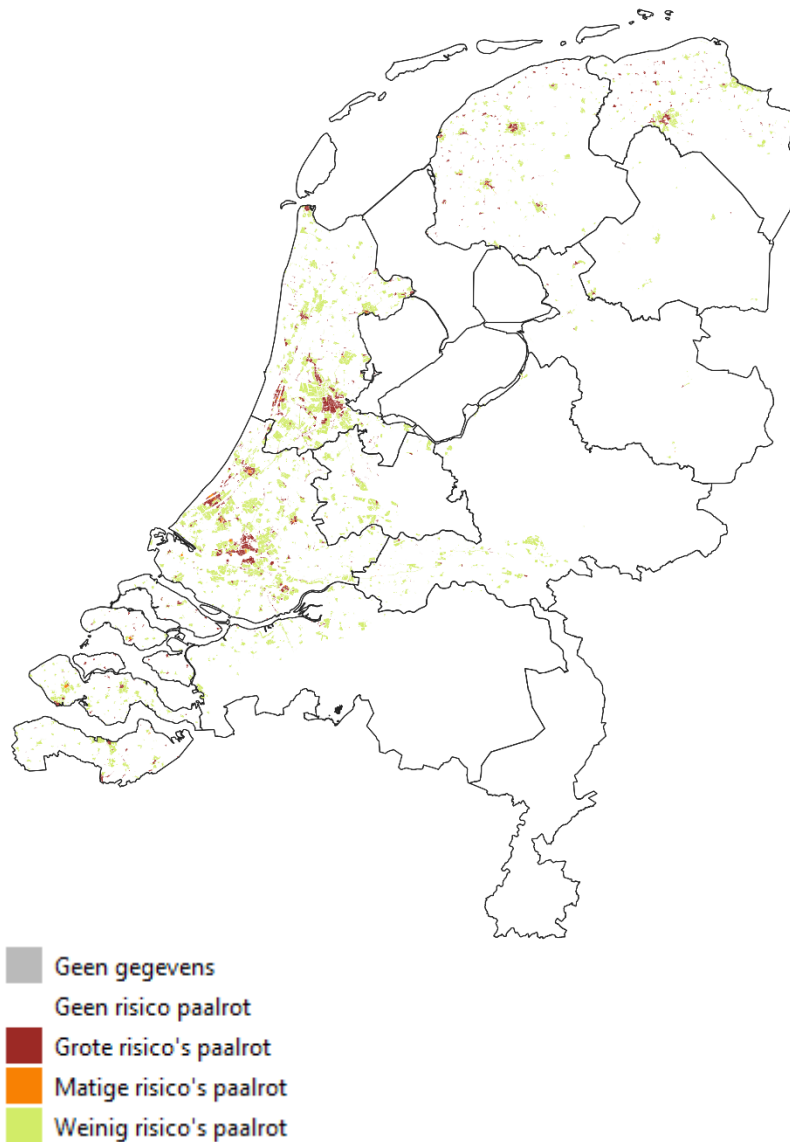 Geen gegevens
Geen risico paalrot
Grote risico's paalrot
Matige risico's paalrot
Weinig risico's paalrot